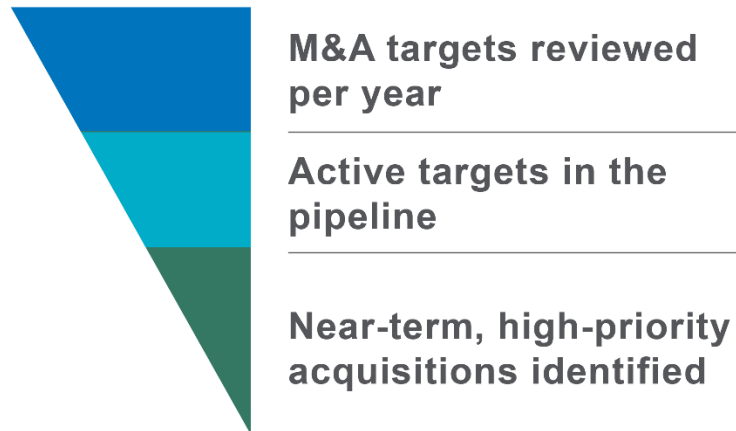 M&A targets reviewed
per year
Active targets in the
pipeline
Near-term, high-priority
acquisitions identified